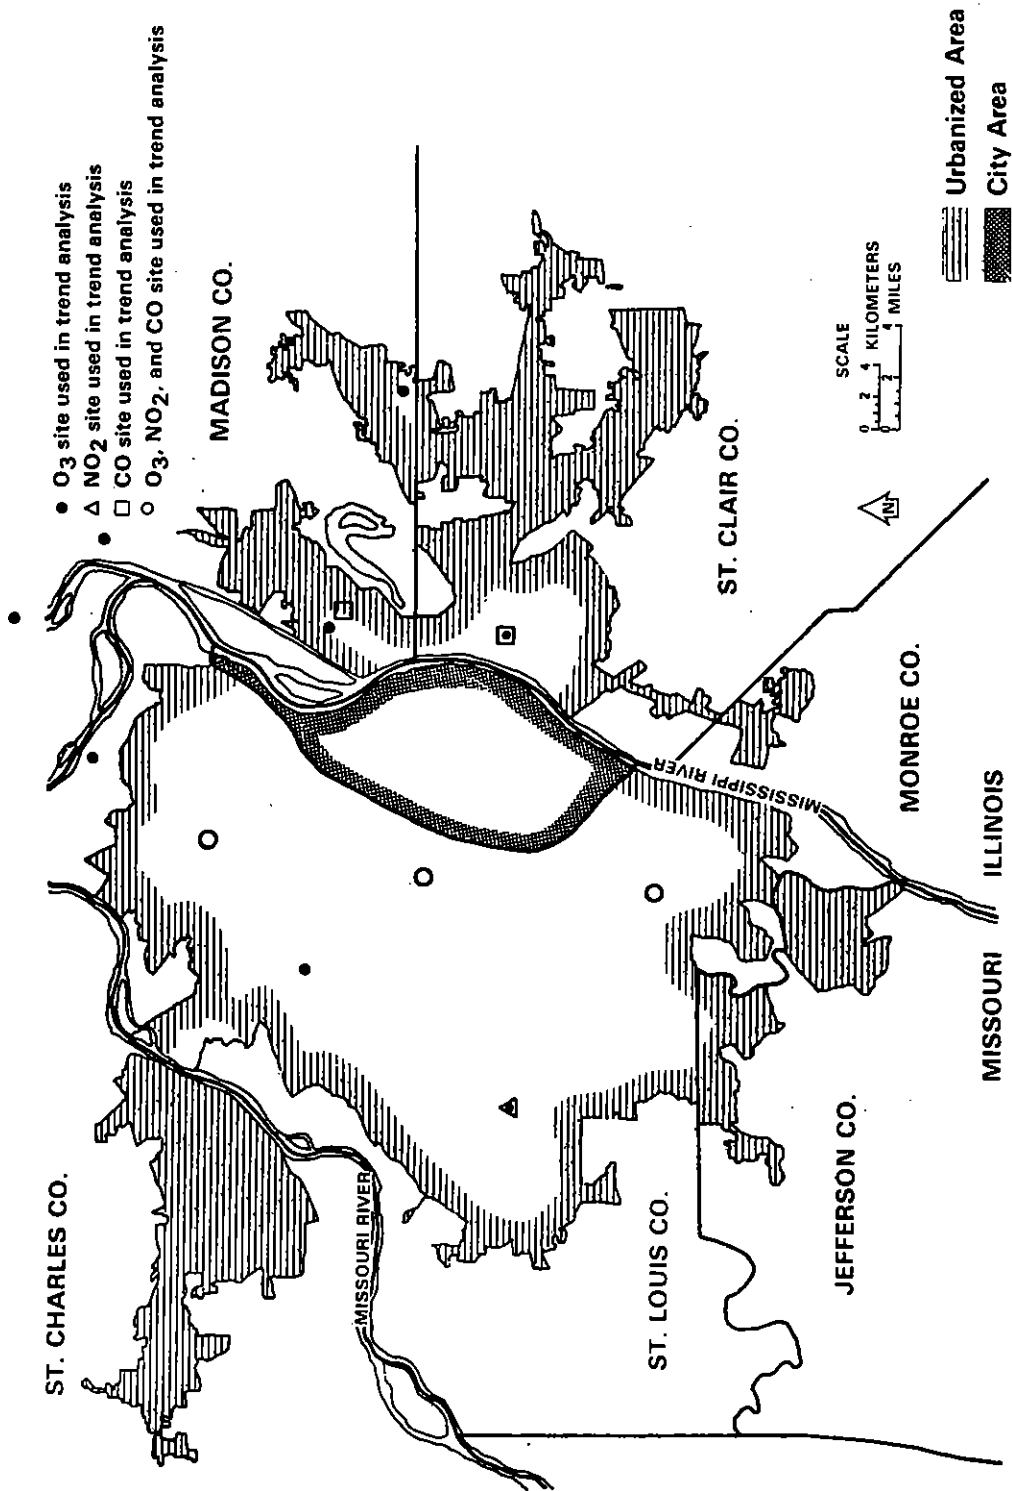 ● O3 site used in trend analysis
△ NO2 site used in trend analysis
□ CO site used in trend analysis
○ O3, NO2, and CO site used in trend analysis
ST. CHARLES CO.
MADISON CO.
MISSOURI RIVER
MISSISSIPPI RIVER
ST. LOUIS CO.
ST. CLAIR CO.
JEFFERSON CO.
MONROE CO.
MISSOURI
ILLINOIS
N
SCALE
0 2 4 KILOMETERS
0 2 4 MILES
Urbanized Area
City Area